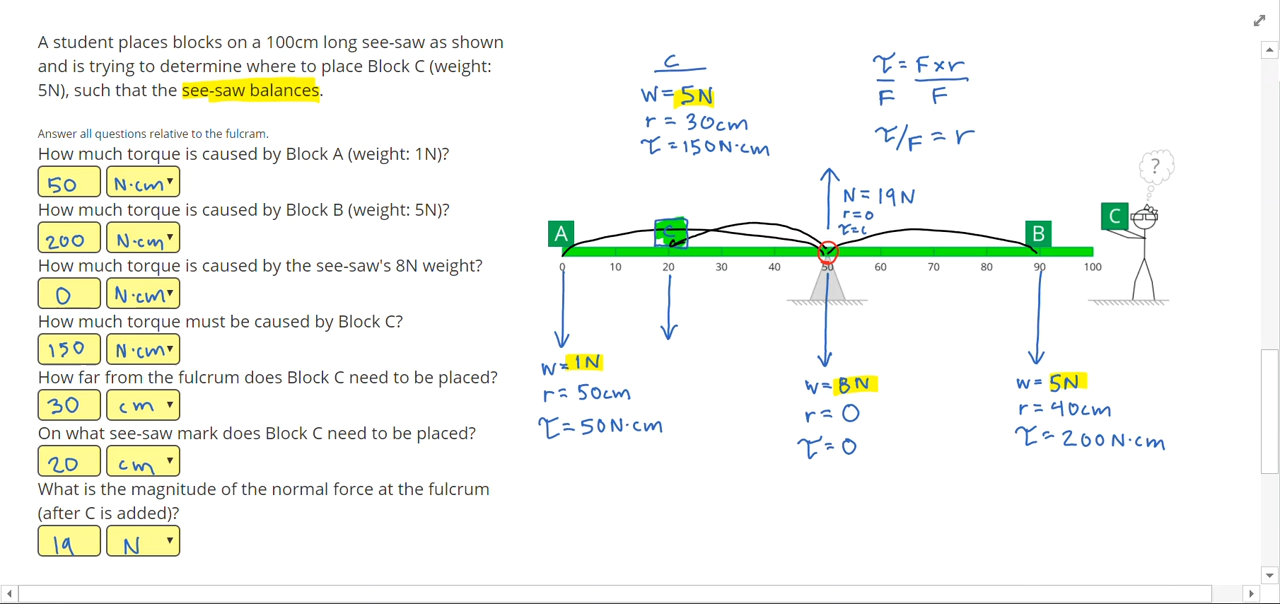 A student places blocks on a 100cm long see-saw as shown
and is trying to determine where to place Block C (weight:
5N), such that the see-saw balances.
Answer all questions relative to the fulcram.
How much torque is caused by Block A (weight: 1N)?
50 N·cm
How much torque is caused by Block B (weight: 5N)?
200 N·cm
How much torque is caused by the see-saw's 8N weight?
0 N·cm
How much torque must be caused by Block C?
150 N·cm
How far from the fulcrum does Block C need to be placed?
30 cm
On what see-saw mark does Block C need to be placed?
20 cm
What is the magnitude of the normal force at the fulcrum
(after C is added)?
19 N
C
W = 5N
r = 30cm
τ = 150N·cm
τ = F×r
F F
τ/F = r
N = 19N
r=0
?
A C B C
0 10 20 30 40 50 60 70 80 90 100
W = 1N
r = 50cm
τ = 50N·cm
W = 8N
r = 0
τ = 0
W = 5N
r = 40cm
τ = 200N·cm